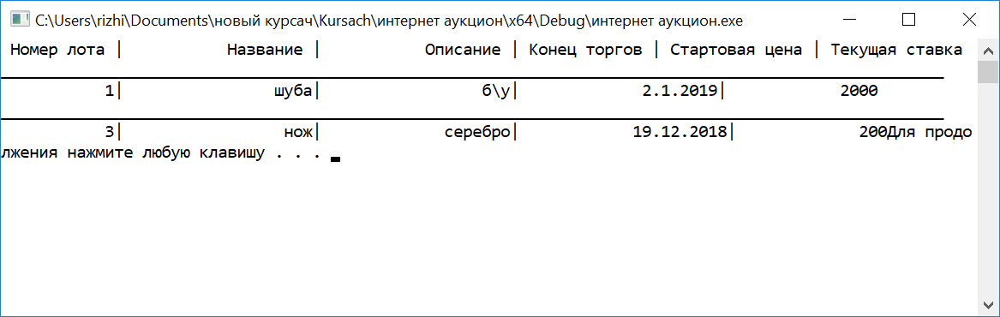 C:\Users\rizhi\Documents\новый курсач\Kursach\интернет аукцион\x64\Debug\интернет аукцион.exe
Номер лота | Название | Описание | Конец торгов | Стартовая цена | Текущая ставка
1| шуба| б\у| 2.1.2019| 2000
3| нож| серебро| 19.12.2018| 200Для продо
лжения нажмите любую клавишу . . .